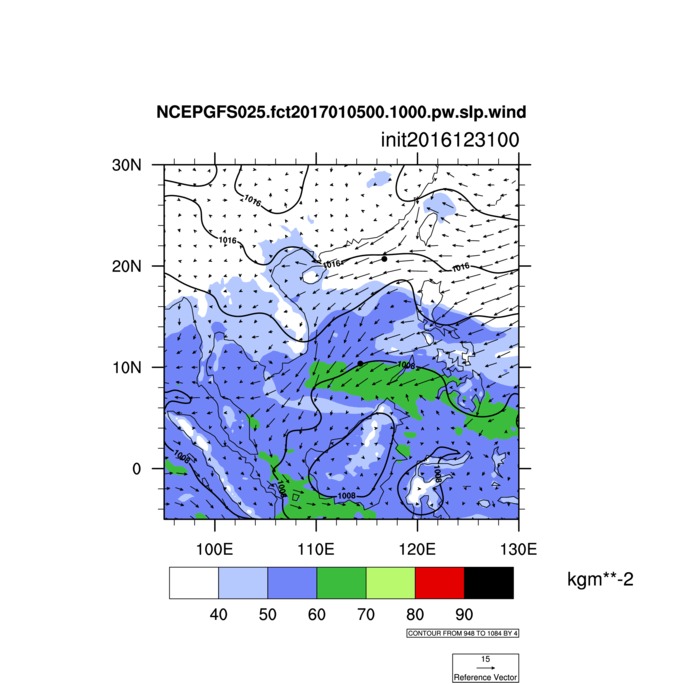 NCEPGFS025.fct2017010500.1000.pw.slp.wind
init2016123100
30N
20N
10N
0
1016
1016
1016
1016
1008
1008
1008
1008
1008
100E 110E 120E 130E
kgm**-2
40 50 60 70 80 90
CONTOUR FROM 948 TO 1084 BY 4
15
Reference Vector